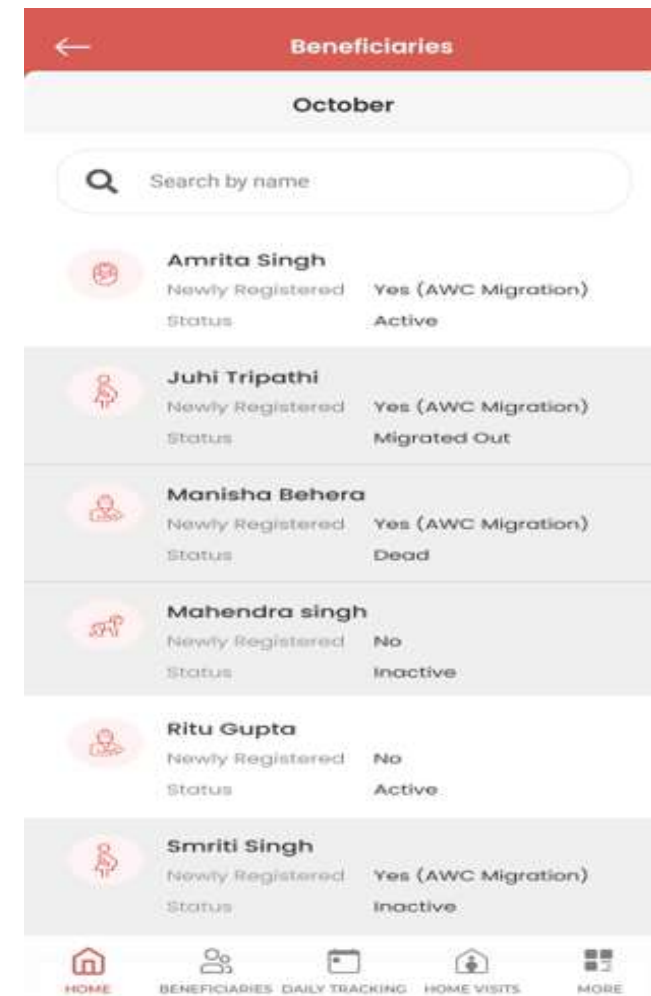 Beneficiaries
October
Search by name
Amrita Singh
Newly Registered Yes (AWC Migration)
Status Active
Juhi Tripathi
Newly Registered Yes (AWC Migration)
Status Migrated Out
Manisha Behera
Newly Registered Yes (AWC Migration)
Status Dead
Mahendra singh
Newly Registered No
Status Inactive
Ritu Gupta
Newly Registered No
Status Active
Smriti Singh
Newly Registered Yes (AWC Migration)
Status Inactive
HOME BENEFICIARIES DAILY TRACKING HOME VISITS MORE